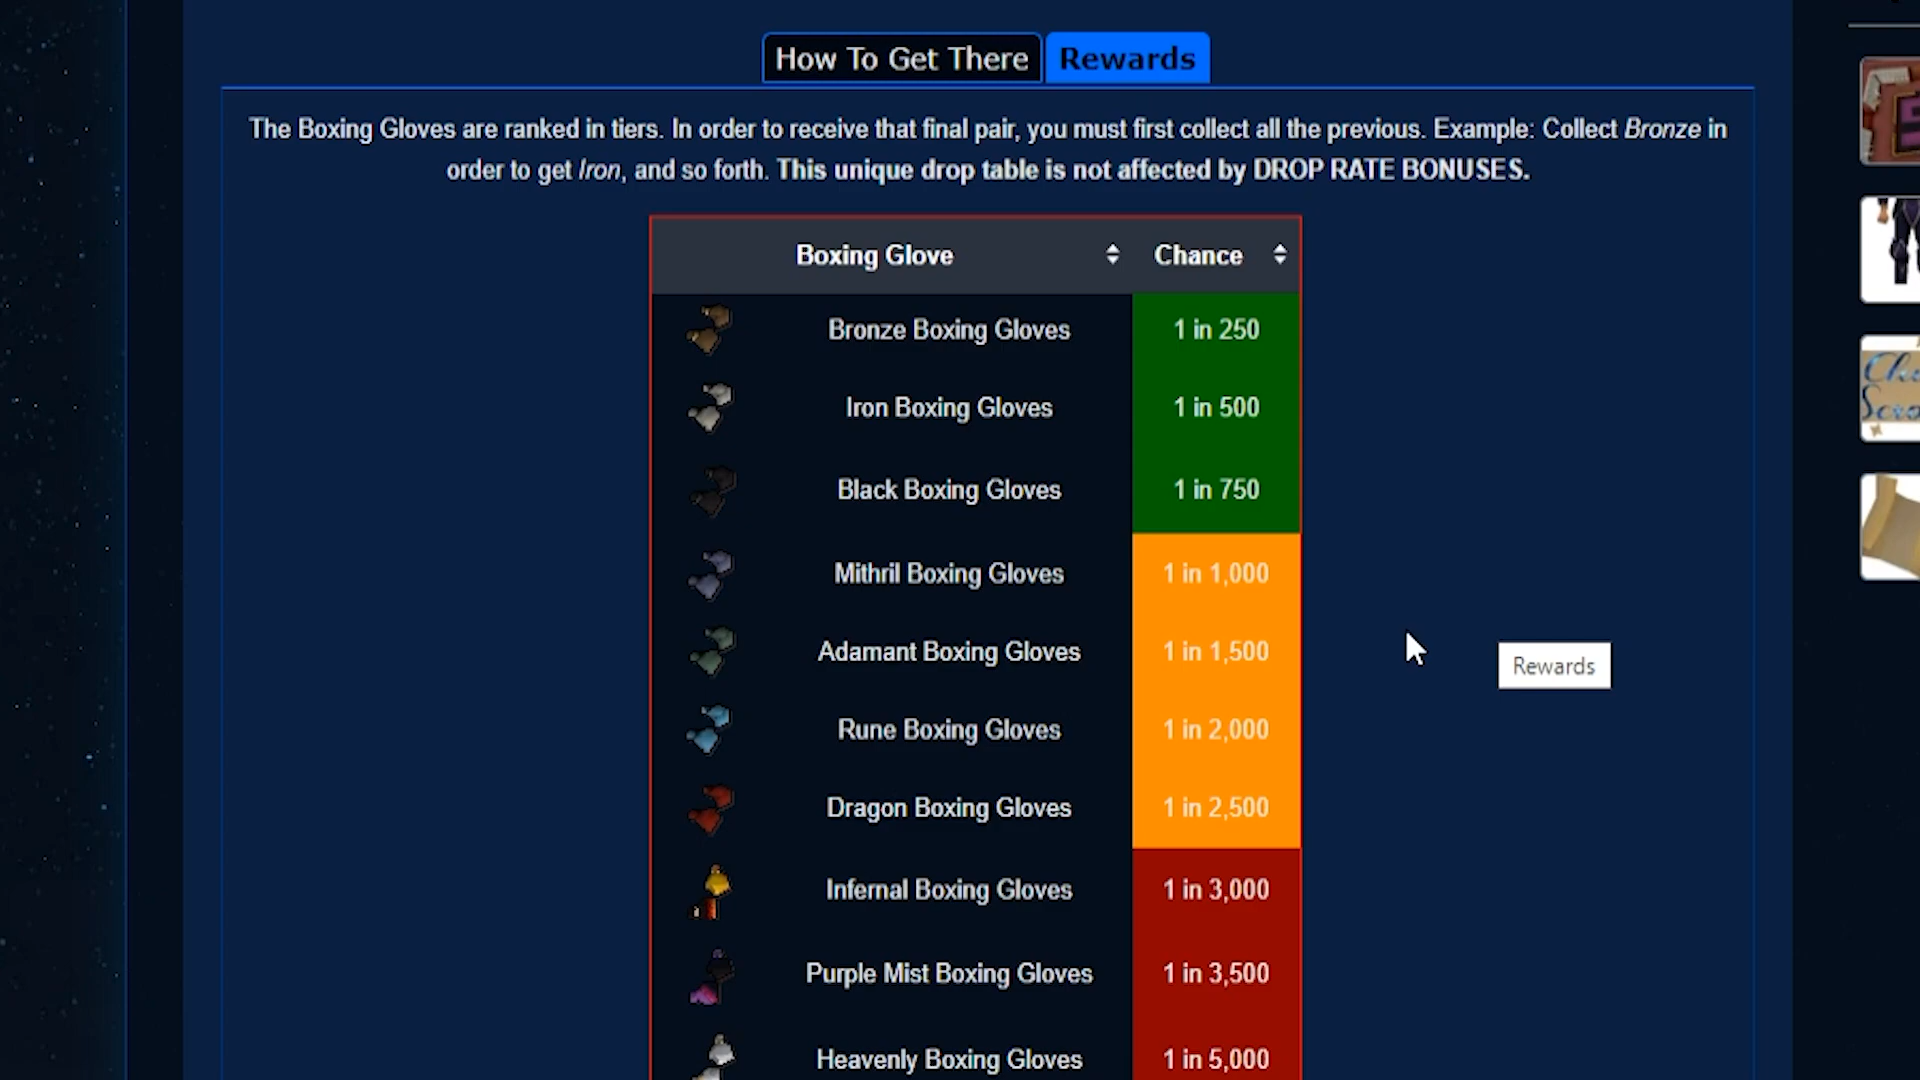 How To Get There Rewards
The Boxing Gloves are ranked in tiers. In order to receive that final pair, you must first collect all the previous. Example: Collect Bronze in
order to get Iron, and so forth. This unique drop table is not affected by DROP RATE BONUSES.
Boxing Glove Chance
Bronze Boxing Gloves 1 in 250
Iron Boxing Gloves 1 in 500
Black Boxing Gloves 1 in 750
Mithril Boxing Gloves 1 in 1,000
Adamant Boxing Gloves 1 in 1,500
Rewards
Rune Boxing Gloves 1 in 2,000
Dragon Boxing Gloves 1 in 2,500
Infernal Boxing Gloves 1 in 3,000
Purple Mist Boxing Gloves 1 in 3,500
Heavenly Boxing Gloves 1 in 5,000